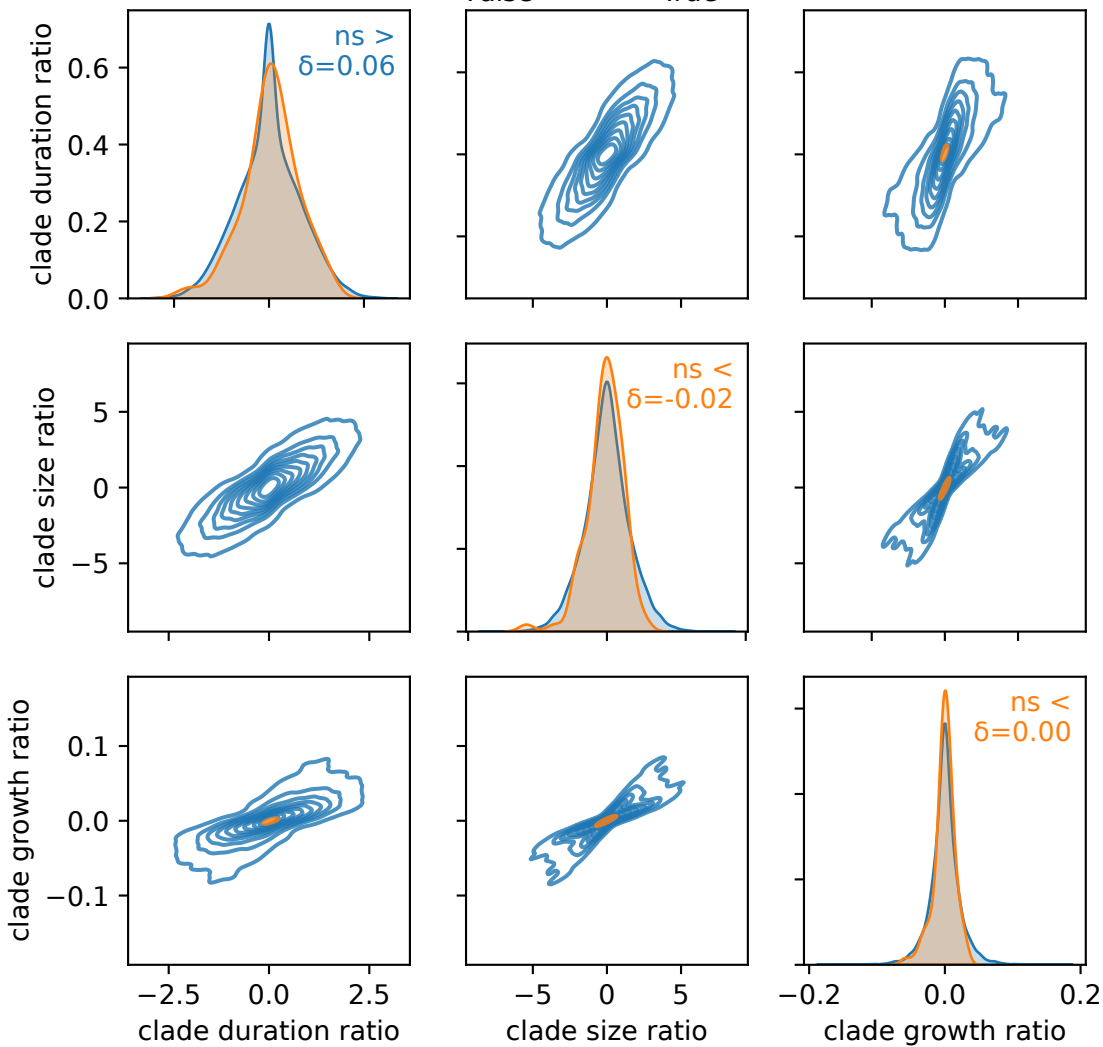 clade duration ratio
0.6
0.4
0.2
0.0
ns >
δ=0.06
clade size ratio
5
0
−5
ns <
δ=-0.02
clade growth ratio
0.1
0.0
−0.1
ns <
δ=0.00
−2.5
0.0
2.5
clade duration ratio
−5
0
5
clade size ratio
−0.2
0.0
0.2
clade growth ratio